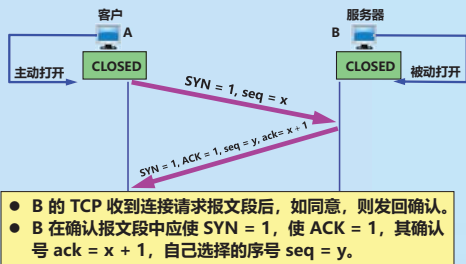 客户
服务器
A
B
主动打开
CLOSED
CLOSED
被动打开
SYN = 1, seq = x
SYN = 1, ACK = 1, seq = y, ack= x + 1
● B 的 TCP 收到连接请求报文段后，如同意，则发回确认。
● B 在确认报文段中应使 SYN = 1，使 ACK = 1，其确认
号 ack = x + 1，自己选择的序号 seq = y。